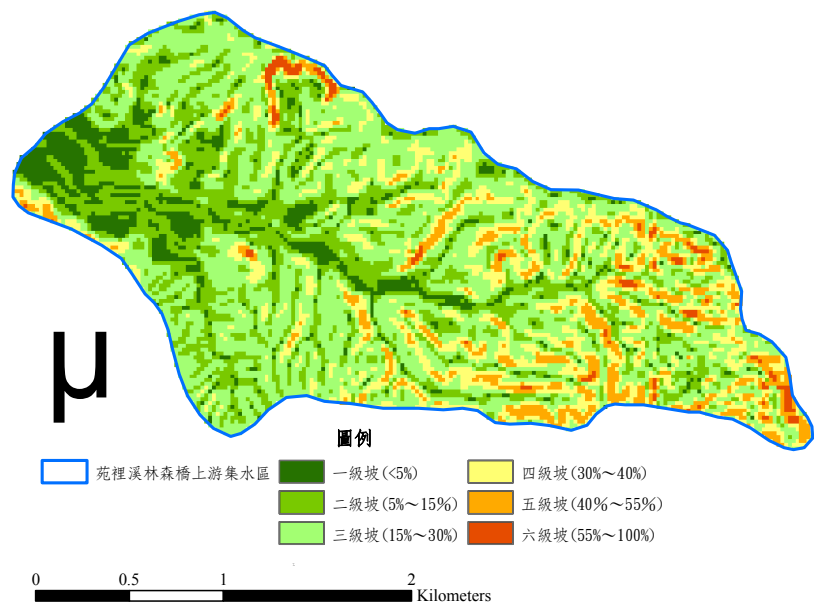 μ
圖例
苑裡溪林森橋上游集水區
一級坡(<5%)
四級坡(30%～40%)
二級坡(5%～15%)
五級坡(40%～55%)
三級坡(15%～30%)
六級坡(55%～100%)
0 0.5 1 2
Kilometers